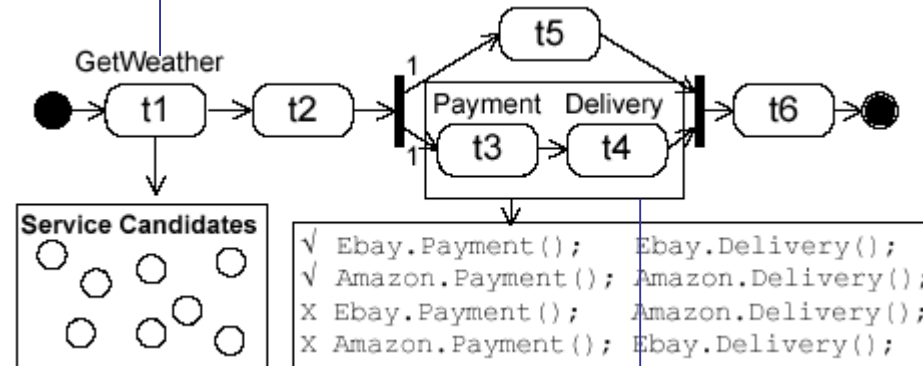 GetWeather
t1
t2
1
1
t5
Payment Delivery
t3
t4
t6
Service Candidates
√ Ebay.Payment(); Ebay.Delivery();
√ Amazon.Payment(); Amazon.Delivery();
X Ebay.Payment(); Amazon.Delivery();
X Amazon.Payment(); Ebay.Delivery();